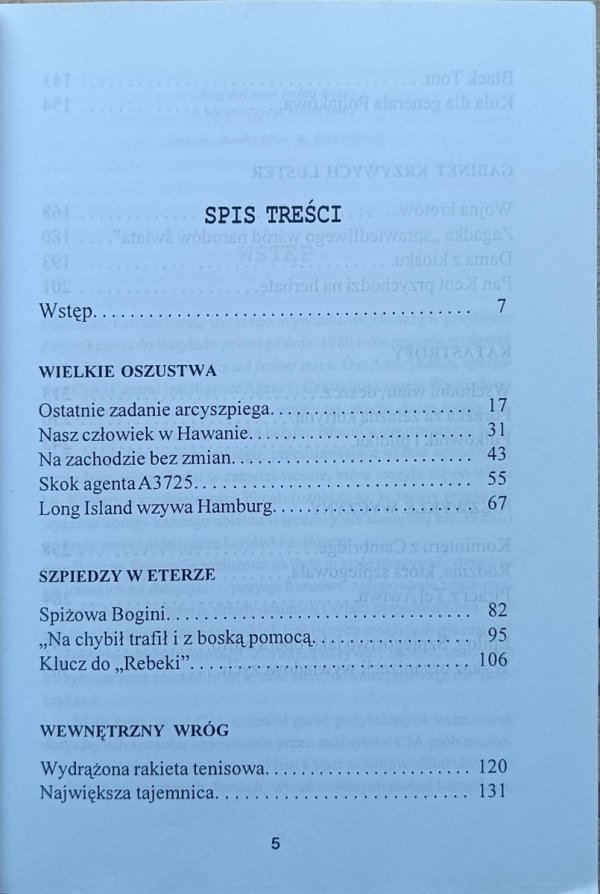 SPIS TREŚCI
Wstęp. . . . . . . . . . . . . . . . . . . . . . . . . . . . . . . . . . . . . . . . . . 7
WIELKIE OSZUSTWA
Ostatnie zadanie arcyszpiega. . . . . . . . . . . . . . . . . . . . . . 17
Nasz człowiek w Hawanie. . . . . . . . . . . . . . . . . . . . . . . . 31
Na zachodzie bez zmian. . . . . . . . . . . . . . . . . . . . . . . . . . 43
Skok agenta A3725. . . . . . . . . . . . . . . . . . . . . . . . . . . . . . 55
Long Island wzywa Hamburg. . . . . . . . . . . . . . . . . . . . . . 67
SZPIEDZY W ETERZE
Spiżowa Bogini. . . . . . . . . . . . . . . . . . . . . . . . . . . . . . . . . 82
„Na chybił trafił i z boską pomocą. . . . . . . . . . . . . . . . . . 95
Klucz do „Rebeki”. . . . . . . . . . . . . . . . . . . . . . . . . . . . . . 106
WEWNĘTRZNY WRÓG
Wydrążona rakieta tenisowa. . . . . . . . . . . . . . . . . . . . . . 120
Największa tajemnica. . . . . . . . . . . . . . . . . . . . . . . . . . . 131
5